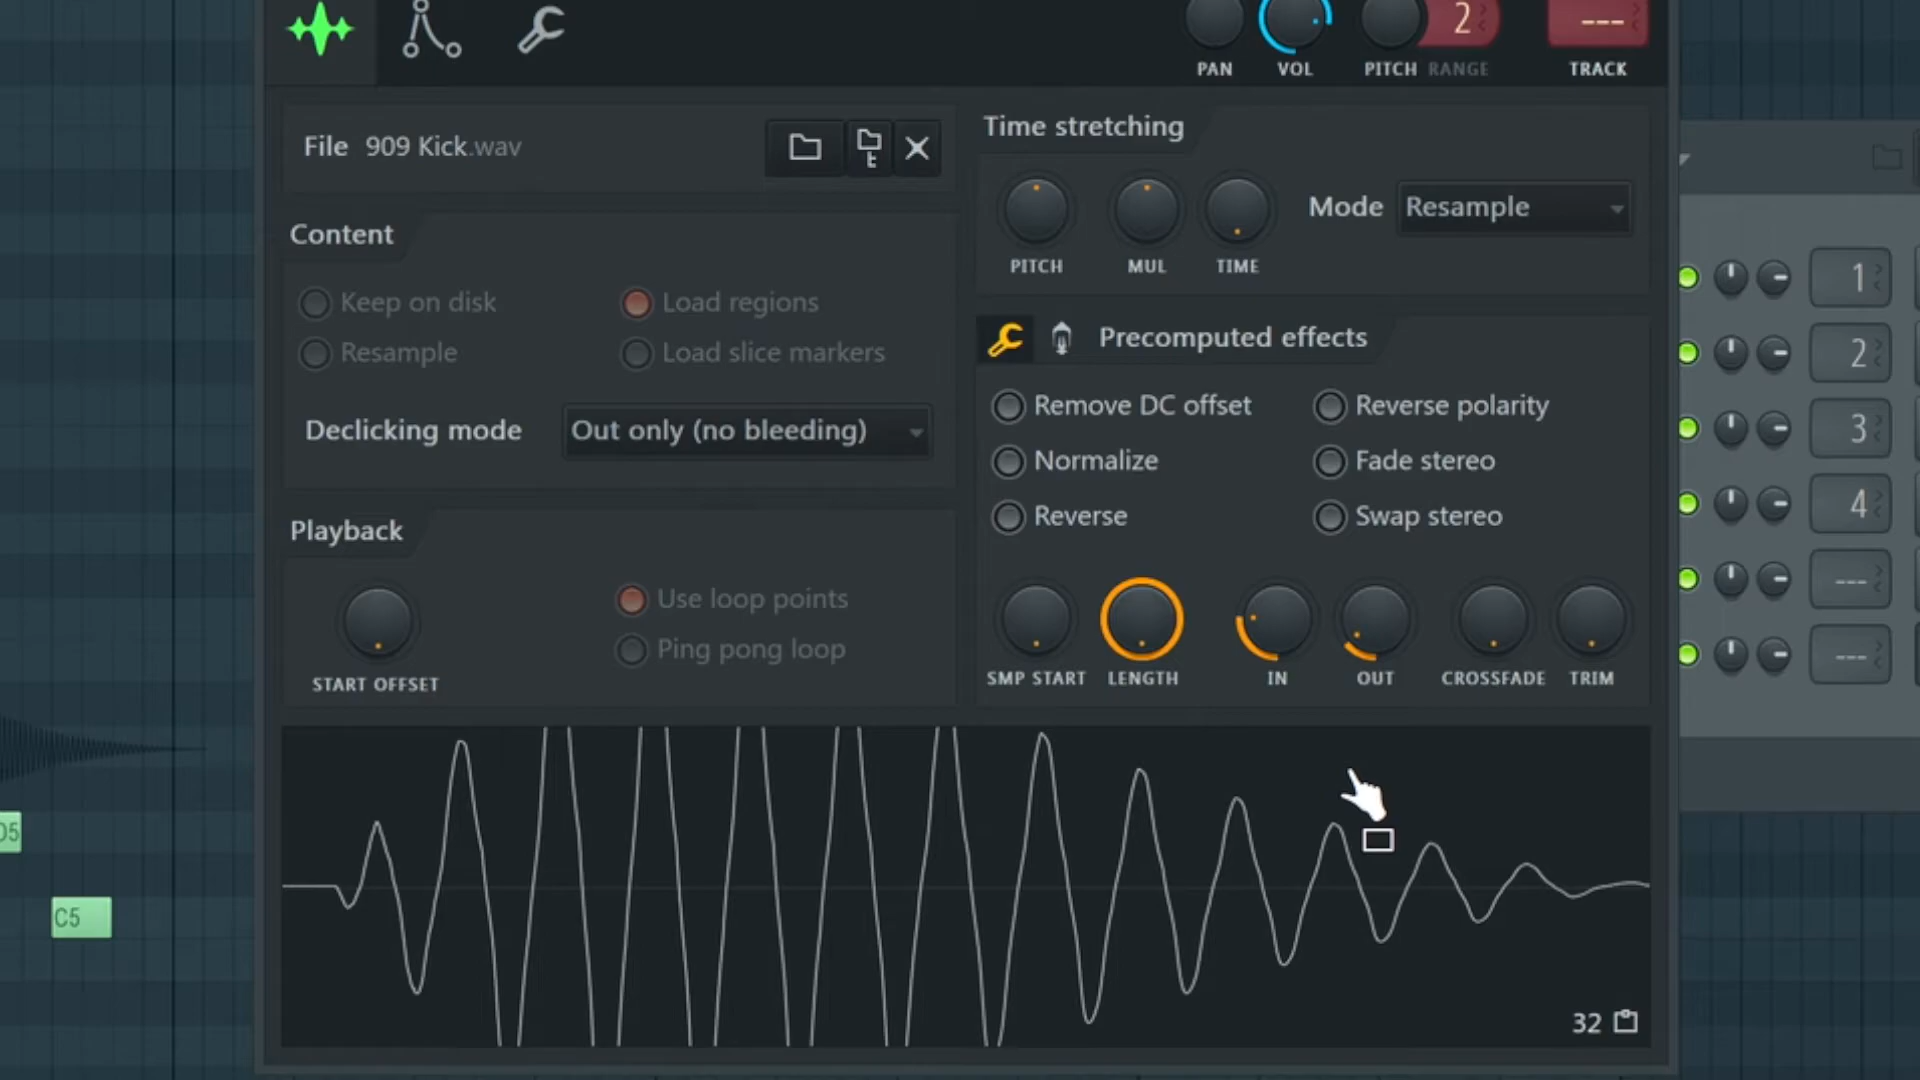 2
---
PAN
VOL
PITCH
RANGE
TRACK
File 909 Kick.wav
Time stretching
PITCH
MUL
TIME
Mode
Resample
Content
Keep on disk
Load regions
Resample
Load slice markers
Declicking mode
Out only (no bleeding)
Precomputed effects
Remove DC offset
Reverse polarity
Normalize
Fade stereo
Reverse
Swap stereo
Playback
Use loop points
Ping pong loop
START OFFSET
SMP START
LENGTH
IN
OUT
CROSSFADE
TRIM
32
1
2
3
4
---
---
D5
C5